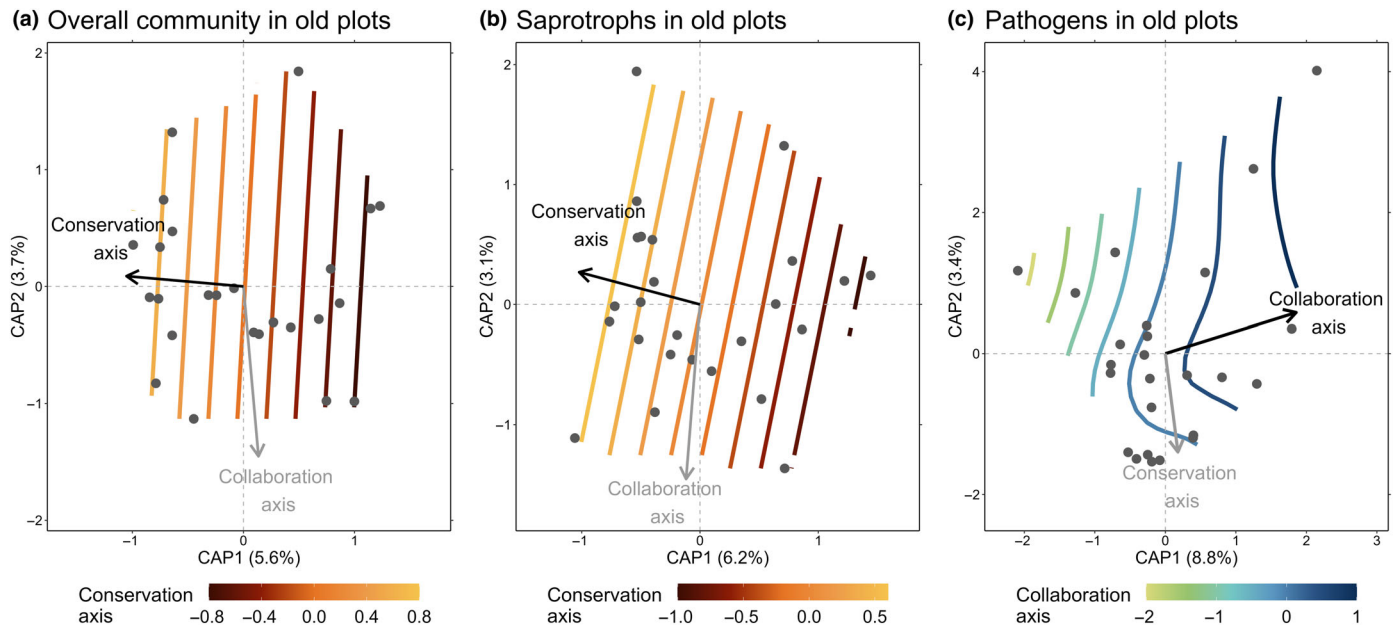 (a) Overall community in old plots
2
1
0
−1
−2
CAP2 (3.7%)
Conservation
axis
Collaboration
axis
−1 0 1
CAP1 (5.6%)
Conservation
axis
−0.8 −0.4 0.0 0.4 0.8
(b) Saprotrophs in old plots
2
1
0
−1
CAP2 (3.1%)
Conservation
axis
Collaboration
axis
−1 0 1
CAP1 (6.2%)
Conservation
axis
−1.0 −0.5 0.0 0.5
(c) Pathogens in old plots
4
2
0
−2
CAP2 (3.4%)
Collaboration
axis
Conservation
axis
−2 −1 0 1 2 3
CAP1 (8.8%)
Collaboration
axis
−2 −1 0 1